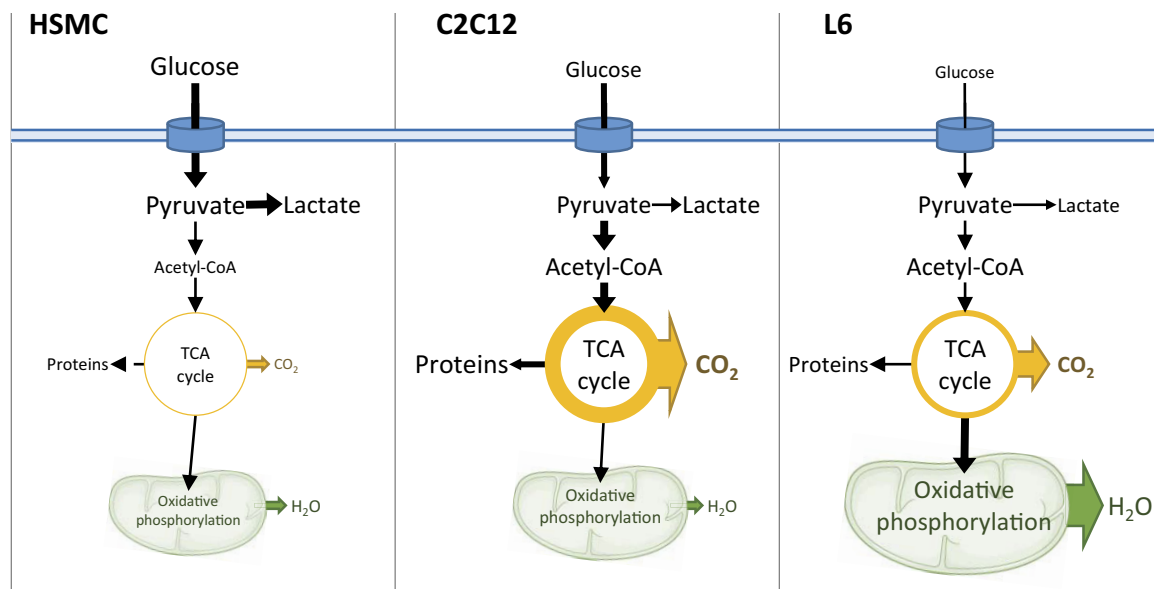 HSMC
Glucose
Pyruvate
Lactate
Acetyl-CoA
Proteins
TCA
cycle
CO₂
Oxidative
phosphorylation
H₂O
C2C12
Glucose
Pyruvate
Lactate
Acetyl-CoA
Proteins
TCA
cycle
CO₂
Oxidative
phosphorylation
H₂O
L6
Glucose
Pyruvate
Lactate
Acetyl-CoA
Proteins
TCA
cycle
CO₂
Oxidative
phosphorylation
H₂O